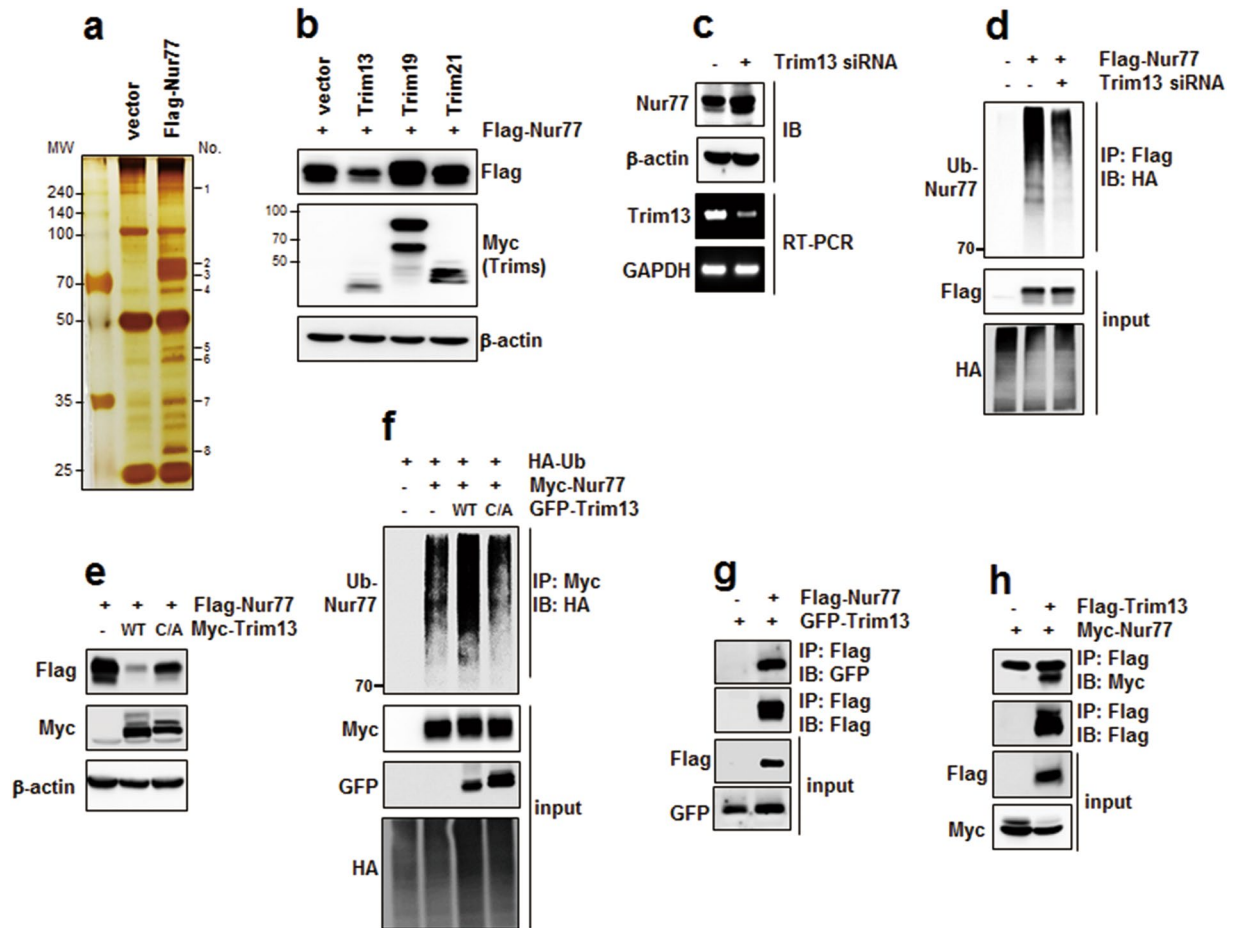 a
vector
Flag-Nur77
MW
No.
240
140
100
70
50
35
25
1
2
3
4
5
6
7
8
b
vector
Trim13
Trim19
Trim21
+ + + + Flag-Nur77
Flag
100
70
50
Myc
(Trims)
β-actin
c
- + Trim13 siRNA
Nur77
β-actin
IB
Trim13
GAPDH
RT-PCR
d
- + + Flag-Nur77
- - + Trim13 siRNA
Ub-
Nur77
70
IP: Flag
IB: HA
Flag
HA
input
e
+ + + Flag-Nur77
- WT C/A Myc-Trim13
Flag
Myc
β-actin
f
+ + + + HA-Ub
- + + + Myc-Nur77
- - WT C/A GFP-Trim13
Ub-
Nur77
70
IP: Myc
IB: HA
Myc
GFP
HA
input
g
- + Flag-Nur77
+ + GFP-Trim13
IP: Flag
IB: GFP
IP: Flag
IB: Flag
Flag
GFP
input
h
- + Flag-Trim13
+ + Myc-Nur77
IP: Flag
IB: Myc
IP: Flag
IB: Flag
Flag
Myc
input